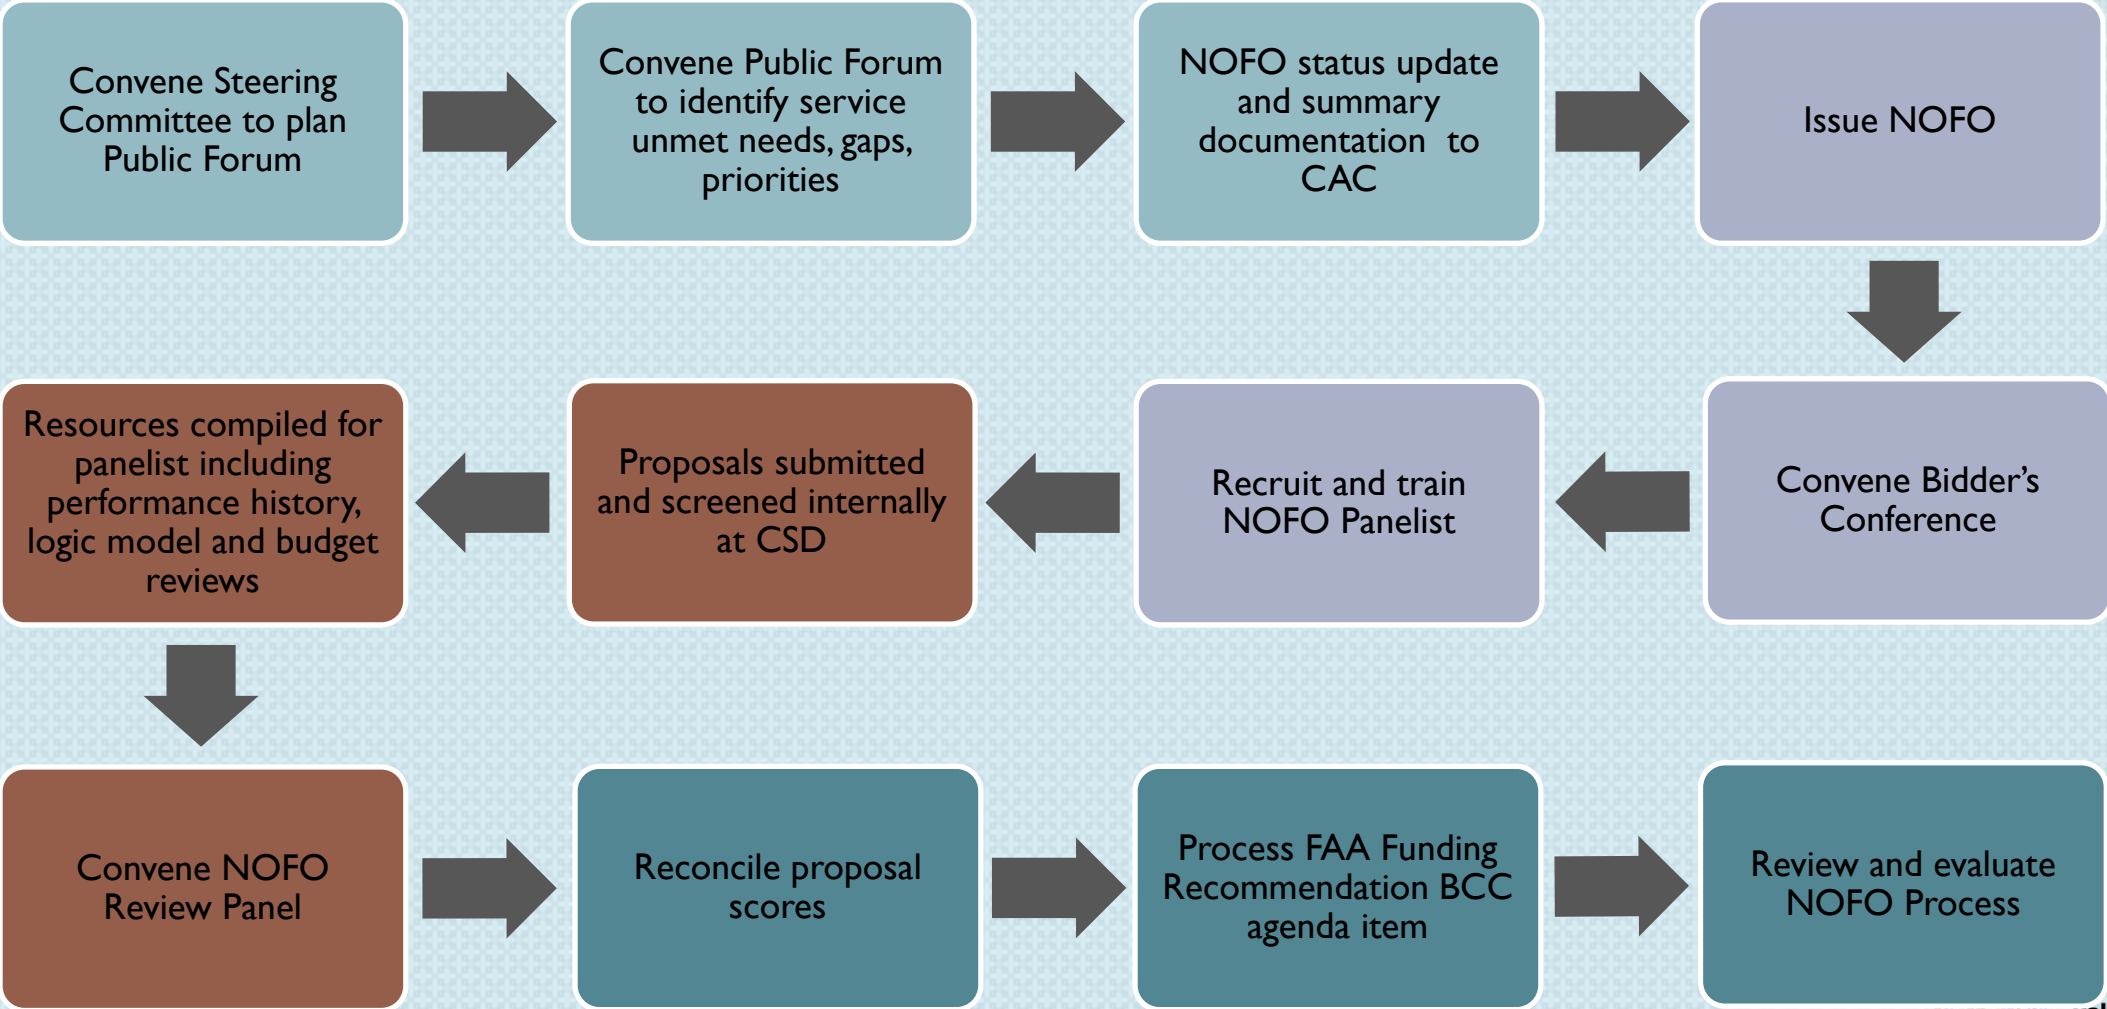 Convene Steering
Committee to plan
Public Forum
Convene Public Forum
to identify service
unmet needs, gaps,
priorities
NOFO status update
and summary
documentation to
CAC
Issue NOFO
Convene Bidder’s
Conference
Recruit and train
NOFO Panelist
Proposals submitted
and screened internally
at CSD
Resources compiled for
panelist including
performance history,
logic model and budget
reviews
Convene NOFO
Review Panel
Reconcile proposal
scores
Process FAA Funding
Recommendation BCC
agenda item
Review and evaluate
NOFO Process